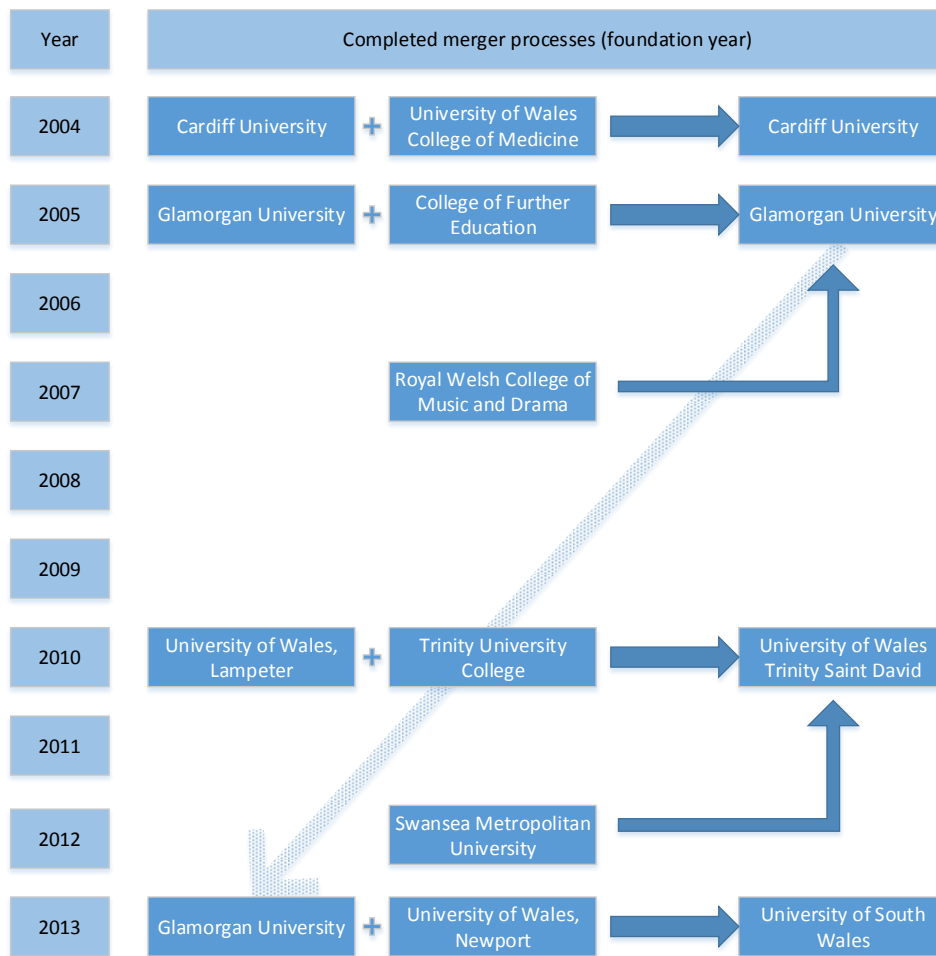 Year
Completed merger processes (foundation year)
2004
Cardiff University
+
University of Wales
College of Medicine
Cardiff University
2005
Glamorgan University
+
College of Further
Education
Glamorgan University
2006
2007
Royal Welsh College of
Music and Drama
2008
2009
2010
University of Wales,
Lampeter
+
Trinity University
College
University of Wales
Trinity Saint David
2011
2012
Swansea Metropolitan
University
2013
Glamorgan University
+
University of Wales,
Newport
University of South
Wales